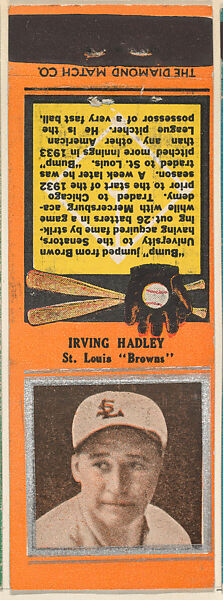 THE DIAMOND MATCH CO.
"Bump" jumped from Brown
University to the Senators,
having acquired fame by strik-
ing out 26 batters in a game
while with Mercersburg aca-
demy. Traded to Chicago
prior to the start of the 1932
season. A week later he was
traded to St. Louis. "Bump"
pitched more innings in 1933
than any other American
League pitcher. He is the
possessor of a very fast ball.
IRVING HADLEY
St. Louis "Browns"
STL